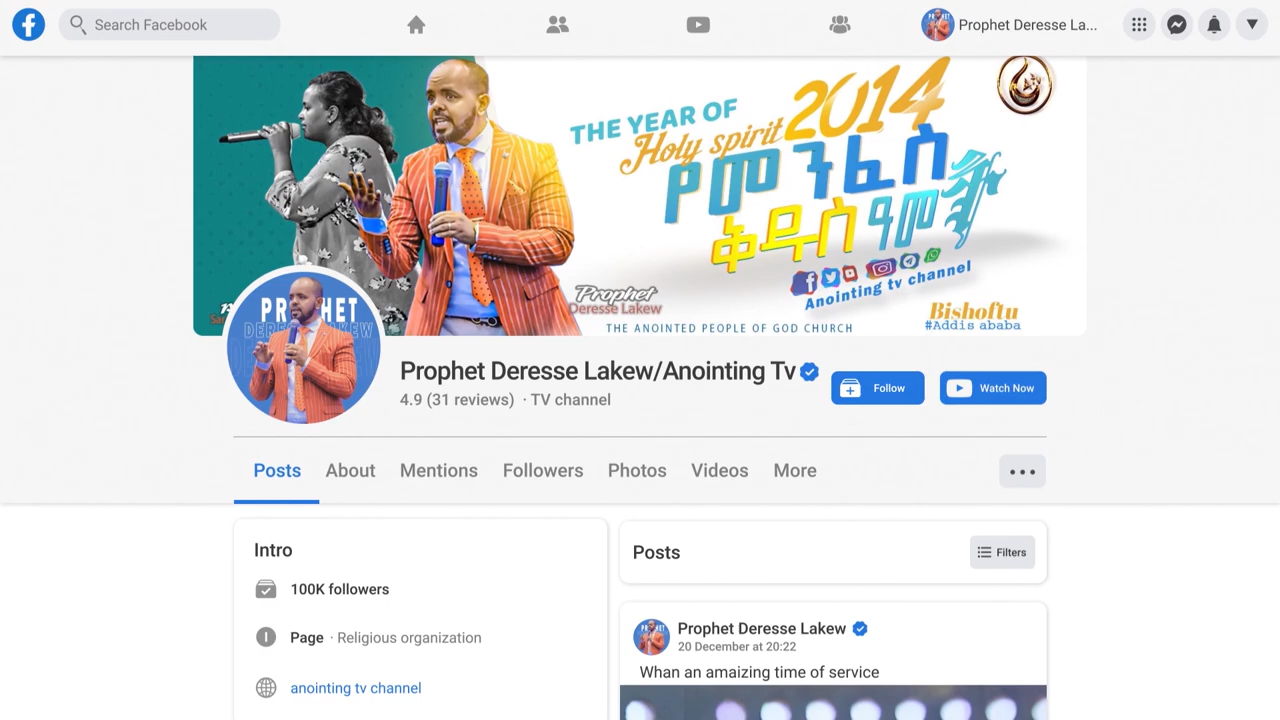 Search Facebook
Prophet Deresse La...
THE YEAR OF
Holy spirit 2014
የመንፈስ
ቅዱስ ዓመት
Anointing tv channel
Prophet
Deresse Lakew
THE ANOINTED PEOPLE OF GOD CHURCH
Bishoftu
#Addis ababa
PROPHET
DERESSE LAKEW
Prophet Deresse Lakew/Anointing Tv
4.9 (31 reviews) · TV channel
Follow
Watch Now
Posts About Mentions Followers Photos Videos More
Intro
100K followers
Page · Religious organization
anointing tv channel
Posts
Filters
Prophet Deresse Lakew
20 December at 20:22
Whan an amaizing time of service